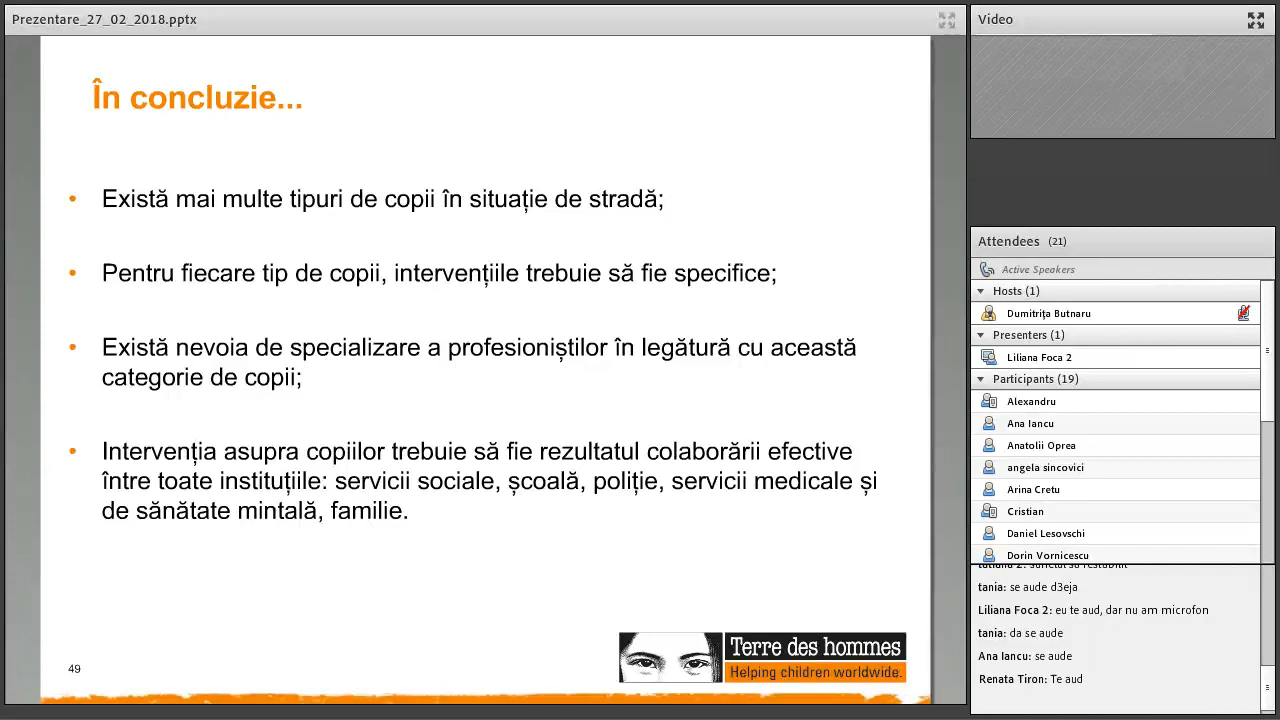 Prezentare_27_02_2018.pptx
În concluzie...
• Există mai multe tipuri de copii în situație de stradă;
• Pentru fiecare tip de copii, intervențiile trebuie să fie specifice;
• Există nevoia de specializare a profesioniștilor în legătură cu această
categorie de copii;
• Intervenția asupra copiilor trebuie să fie rezultatul colaborării efective
între toate instituțiile: servicii sociale, școală, poliție, servicii medicale și
de sănătate mintală, familie.
49
Terre des hommes
Helping children worldwide.
Video
Attendees (21)
Active Speakers
Hosts (1)
Dumitrița Butnaru
Presenters (1)
Liliana Foca 2
Participants (19)
Alexandru
Ana Iancu
Anatolii Oprea
angela sincovici
Arina Cretu
Cristian
Daniel Lesovschi
Dorin Vornicescu
tania: se aude d3eja
Liliana Foca 2: eu te aud, dar nu am microfon
tania: da se aude
Ana Iancu: se aude
Renata Tiron: Te aud